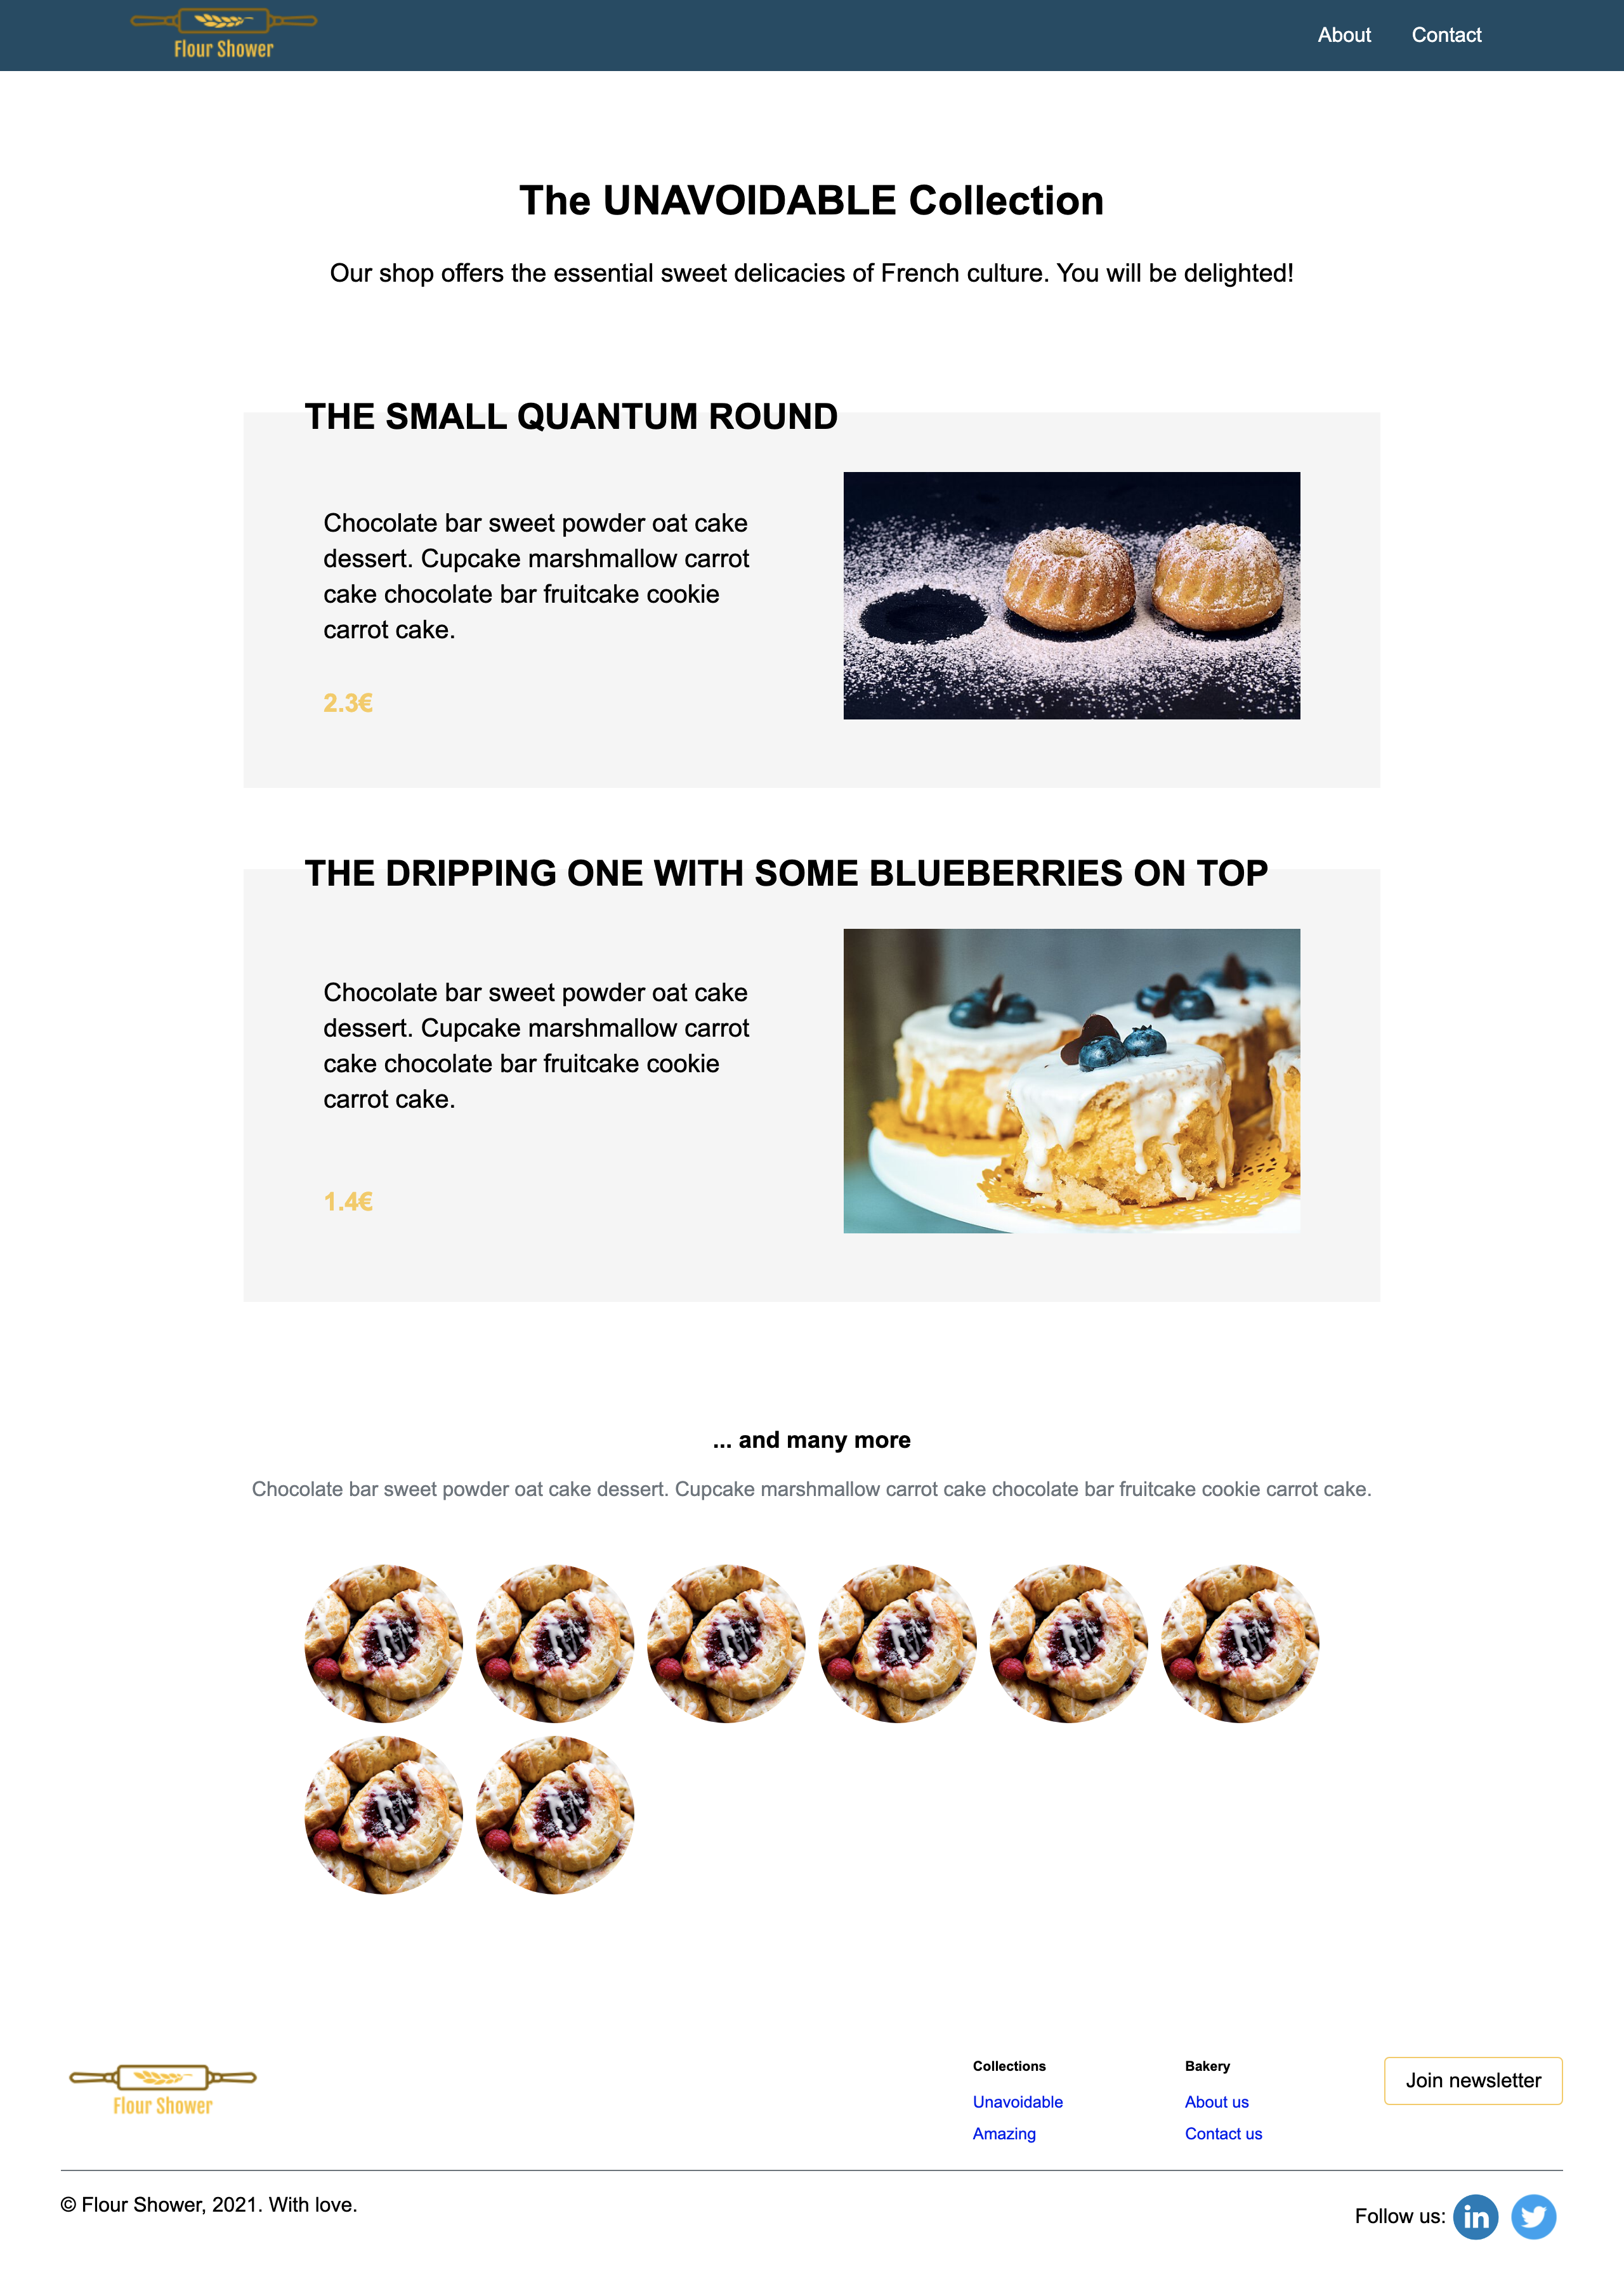 Flour Shower
About
Contact
The UNAVOIDABLE Collection
Our shop offers the essential sweet delicacies of French culture. You will be delighted!
THE SMALL QUANTUM ROUND
Chocolate bar sweet powder oat cake
dessert. Cupcake marshmallow carrot
cake chocolate bar fruitcake cookie
carrot cake.
2.3€
THE DRIPPING ONE WITH SOME BLUEBERRIES ON TOP
Chocolate bar sweet powder oat cake
dessert. Cupcake marshmallow carrot
cake chocolate bar fruitcake cookie
carrot cake.
1.4€
... and many more
Chocolate bar sweet powder oat cake dessert. Cupcake marshmallow carrot cake chocolate bar fruitcake cookie carrot cake.
Flour Shower
Collections
Unavoidable
Amazing
Bakery
About us
Contact us
Join newsletter
© Flour Shower, 2021. With love.
Follow us:
in